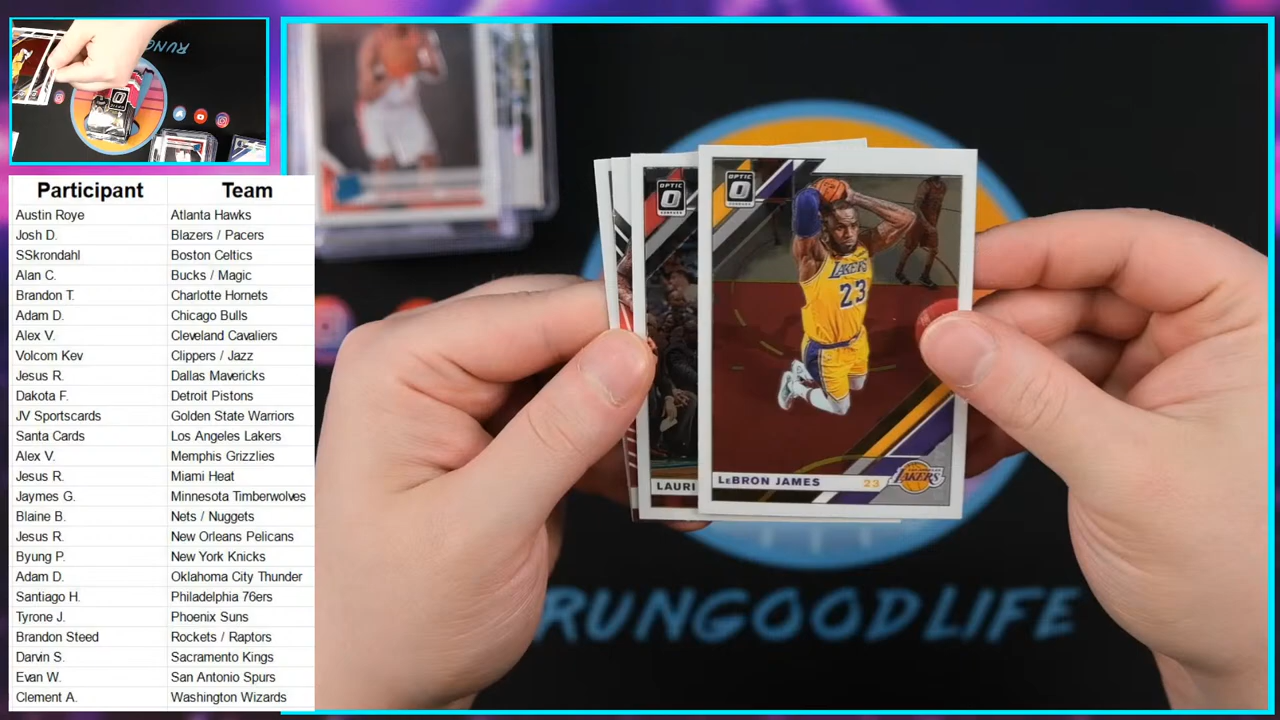 RUNGO
Participant Team
Austin Roye Atlanta Hawks
Josh D. Blazers / Pacers
SSkrondahl Boston Celtics
Alan C. Bucks / Magic
Brandon T. Charlotte Hornets
Adam D. Chicago Bulls
Alex V. Cleveland Cavaliers
Volcom Kev Clippers / Jazz
Jesus R. Dallas Mavericks
Dakota F. Detroit Pistons
JV Sportscards Golden State Warriors
Santa Cards Los Angeles Lakers
Alex V. Memphis Grizzlies
Jesus R. Miami Heat
Jaymes G. Minnesota Timberwolves
Blaine B. Nets / Nuggets
Jesus R. New Orleans Pelicans
Byung P. New York Knicks
Adam D. Oklahoma City Thunder
Santiago H. Philadelphia 76ers
Tyrone J. Phoenix Suns
Brandon Steed Rockets / Raptors
Darvin S. Sacramento Kings
Evan W. San Antonio Spurs
Clement A. Washington Wizards
OPTIC
OPTIC
LAKERS
23
LAURI
LeBRON JAMES 23
LAKERS
RUNGOODLIFE